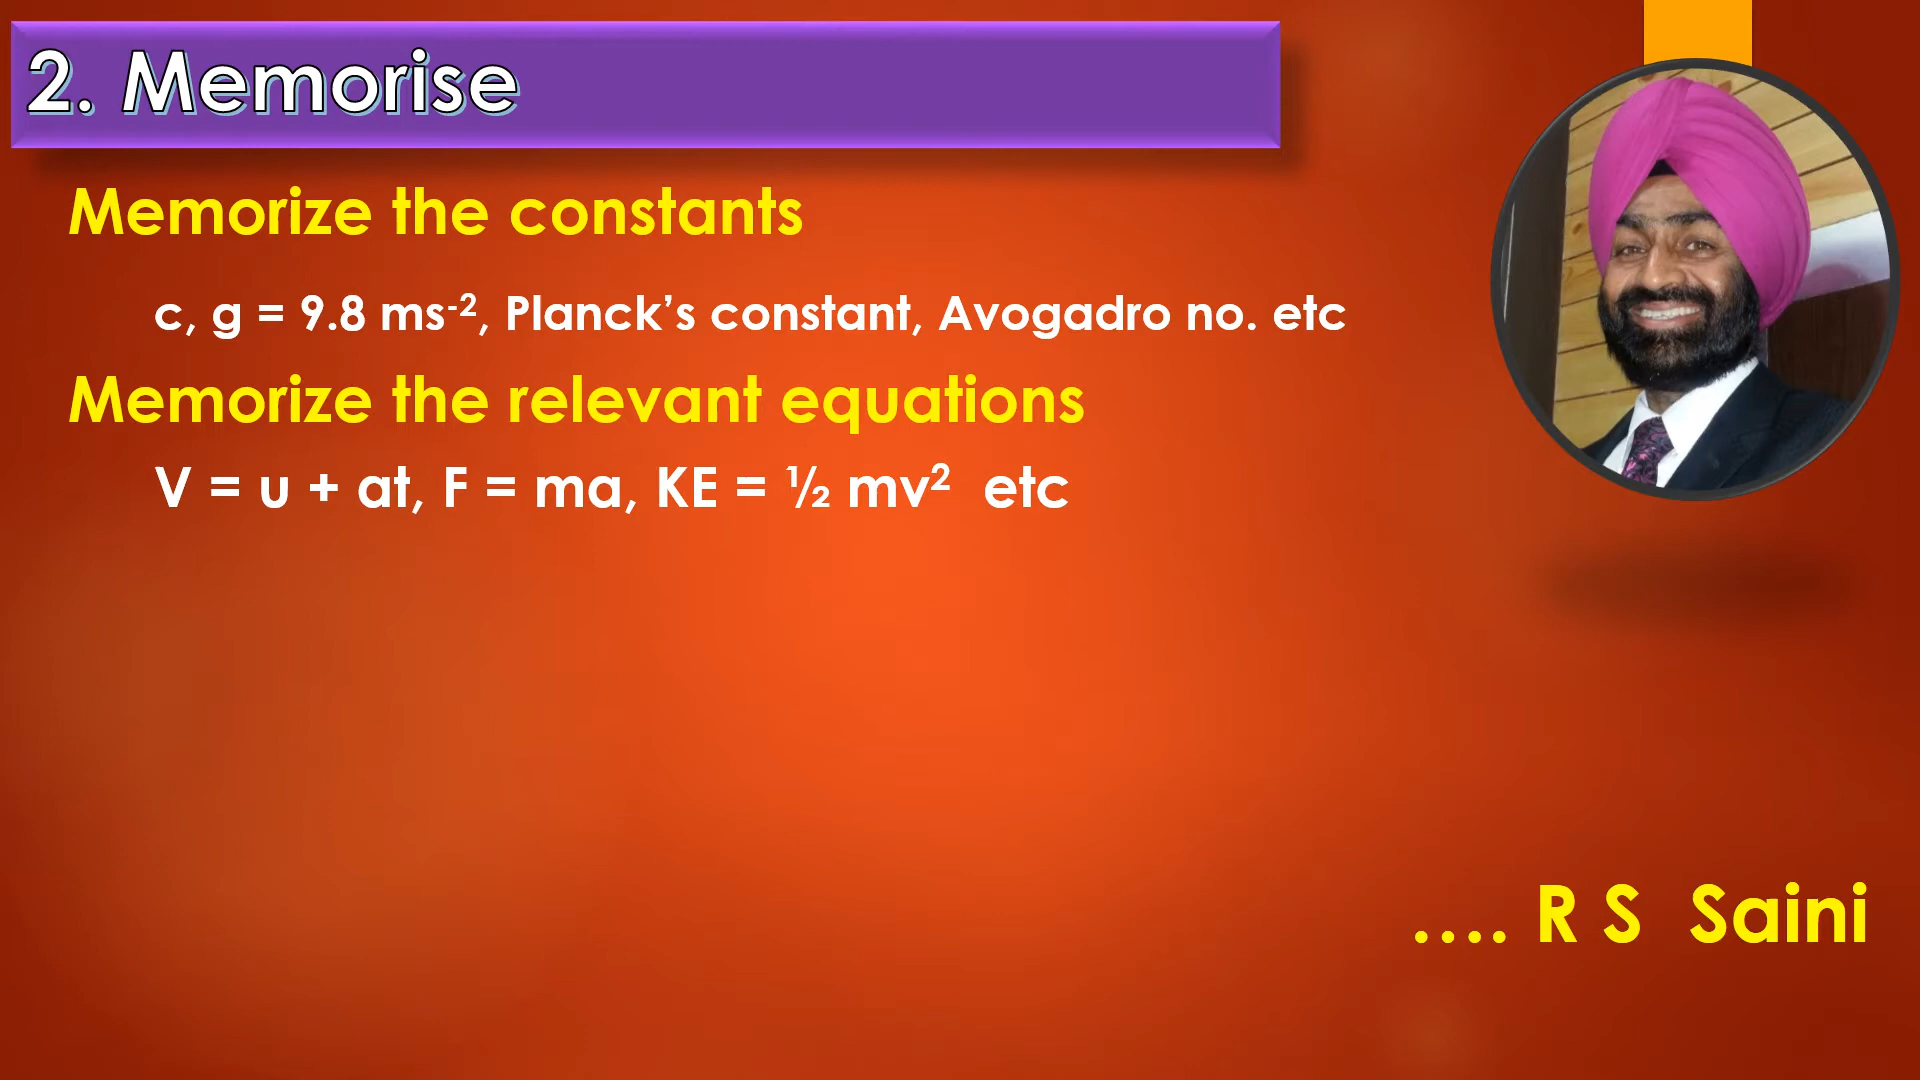 2. Memorise
Memorize the constants
c, g = 9.8 ms⁻², Planck’s constant, Avogadro no. etc
Memorize the relevant equations
V = u + at, F = ma, KE = ½ mv² etc
.... R S Saini